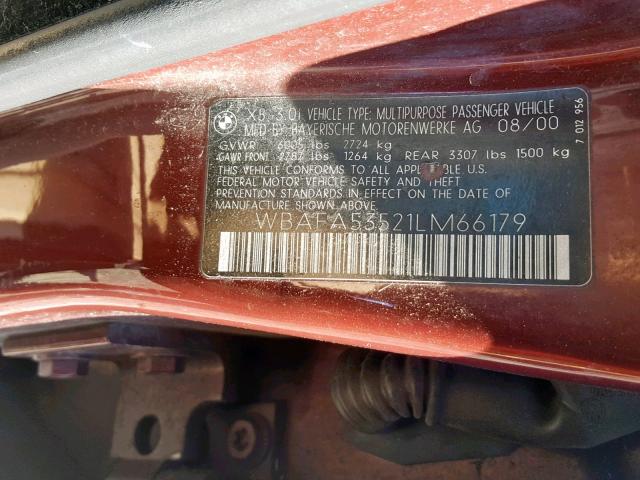 X5 3.0i VEHICLE TYPE: MULTIPURPOSE PASSENGER VEHICLE
MFD BY BAYERISCHE MOTORENWERKE AG 08/00
GVWR 6005 lbs 2724 kg
GAWR FRONT 2787 lbs 1264 kg REAR 3307 lbs 1500 kg
THIS VEHICLE CONFORMS TO ALL APPLICABLE U.S.
FEDERAL MOTOR VEHICLE SAFETY AND THEFT
PREVENTION STANDARDS IN EFFECT ON THE DATE OF
MANUFACTURE SHOWN ABOVE.
WBAFA53521LM66179
7 012 956